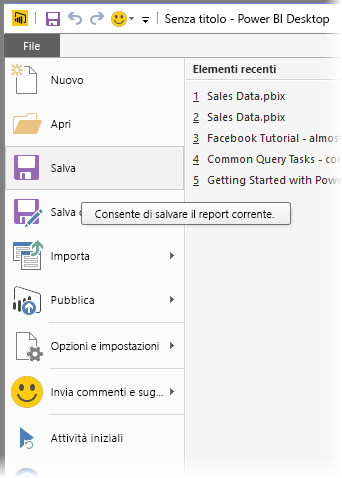 Senza titolo - Power BI Desktop
File
Nuovo
Apri
Salva
Salva
Consente di salvare il report corrente.
Importa
Pubblica
Opzioni e impostazioni
Invia commenti e sug...
Attività iniziali
Elementi recenti
1 Sales Data.pbix
2 Sales Data.pbix
3 Facebook Tutorial - almos
4 Common Query Tasks - co
5 Getting Started with Powe